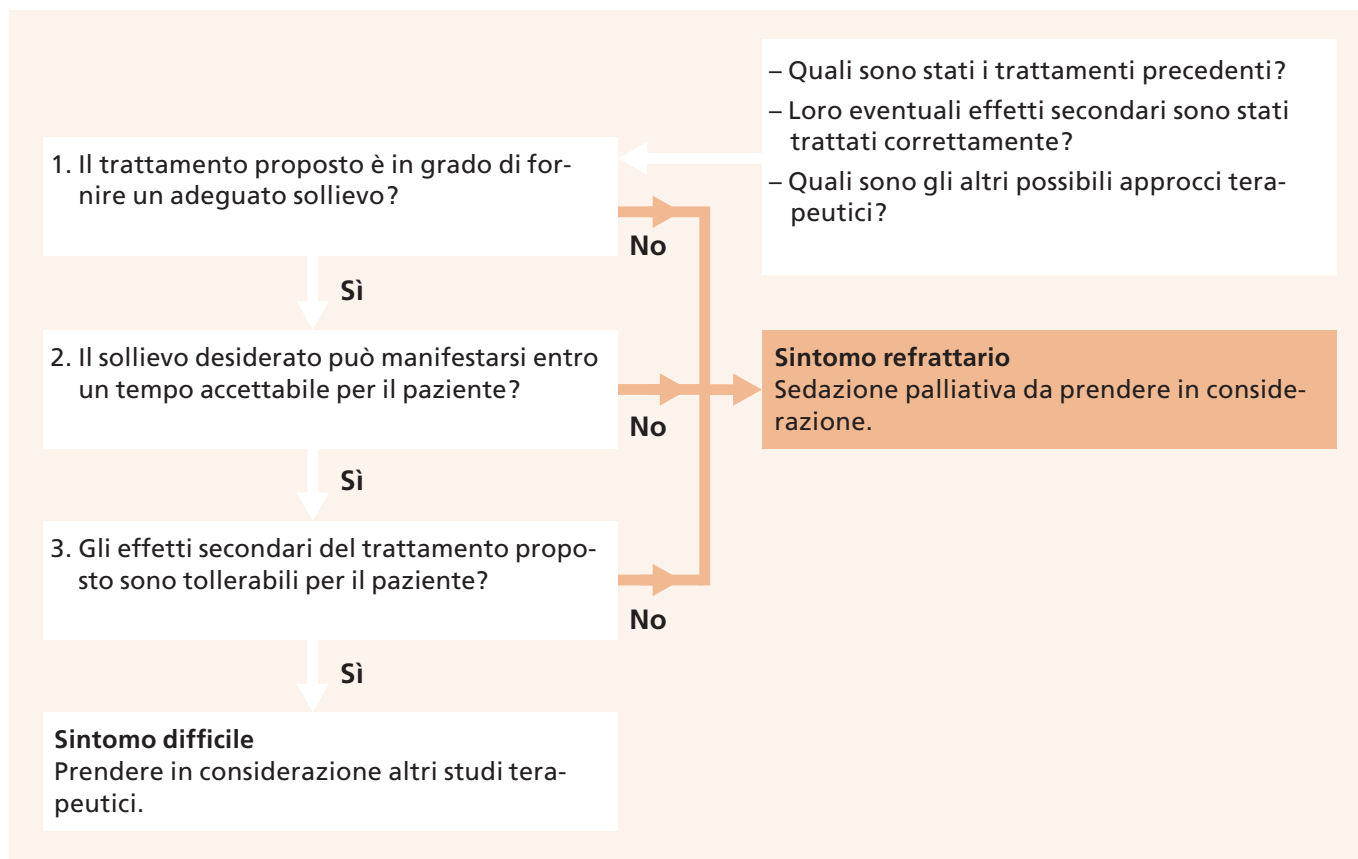 – Quali sono stati i trattamenti precedenti?
– Loro eventuali effetti secondari sono stati
trattati correttamente?
– Quali sono gli altri possibili approcci tera-
peutici?
1. Il trattamento proposto è in grado di for-
nire un adeguato sollievo?
No
Sì
2. Il sollievo desiderato può manifestarsi entro
un tempo accettabile per il paziente?
No
Sintomo refrattario
Sedazione palliativa da prendere in conside-
razione.
Sì
3. Gli effetti secondari del trattamento propo-
sto sono tollerabili per il paziente?
No
Sì
Sintomo difficile
Prendere in considerazione altri studi tera-
peutici.